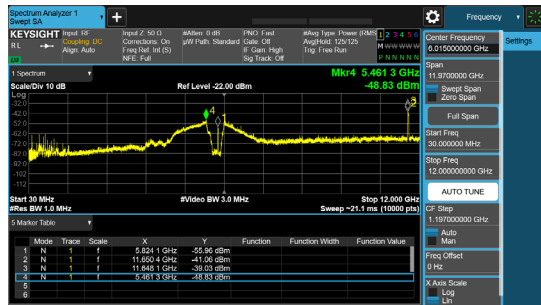 Spectrum Analyzer 1
Swept SA
+
Frequency
KEYSIGHT
Input: RF
Input Z: 50 Ω
#Atten: 0 dB
PNO: Fast
#Avg Type: Power (RMS)
1 2 3 4 5 6
R L
Coupling: DC
Corrections: On
µW Path: Standard
Gate: Off
Avg|Hold: 125/125
M W W W W W
Align: Auto
Freq Ref: Int (S)
IF Gain: High
Trig: Free Run
NFE: Full
Sig Track: Off
P N N N N N
1 Spectrum
Mkr4 5.461 3 GHz
Scale/Div 10 dB
Ref Level -22.00 dBm
-48.83 dBm
Log
-32.0
-42.0
-52.0
-62.0
-72.0
-82.0
-92.0
-102
-112
4
1
Start 30 MHz
#Video BW 3.0 MHz
Stop 12.000 GHz
#Res BW 1.0 MHz
Sweep ~21.1 ms (10000 pts)
5 Marker Table
Mode Trace Scale X Y Function Function Width Function Value
1 N 1 f 5.824 1 GHz -55.96 dBm
2 N 1 f 11.650 4 GHz -41.06 dBm
3 N 1 f 11.648 1 GHz -39.03 dBm
4 N 1 f 5.461 3 GHz -48.83 dBm
5
6
Center Frequency
6.015000000 GHz
Settings
Span
11.9700000 GHz
Swept Span
Zero Span
Full Span
Start Freq
30.000000 MHz
Stop Freq
12.000000000 GHz
AUTO TUNE
CF Step
1.197000000 GHz
Auto
Man
Freq Offset
0 Hz
X Axis Scale
Log
Lin